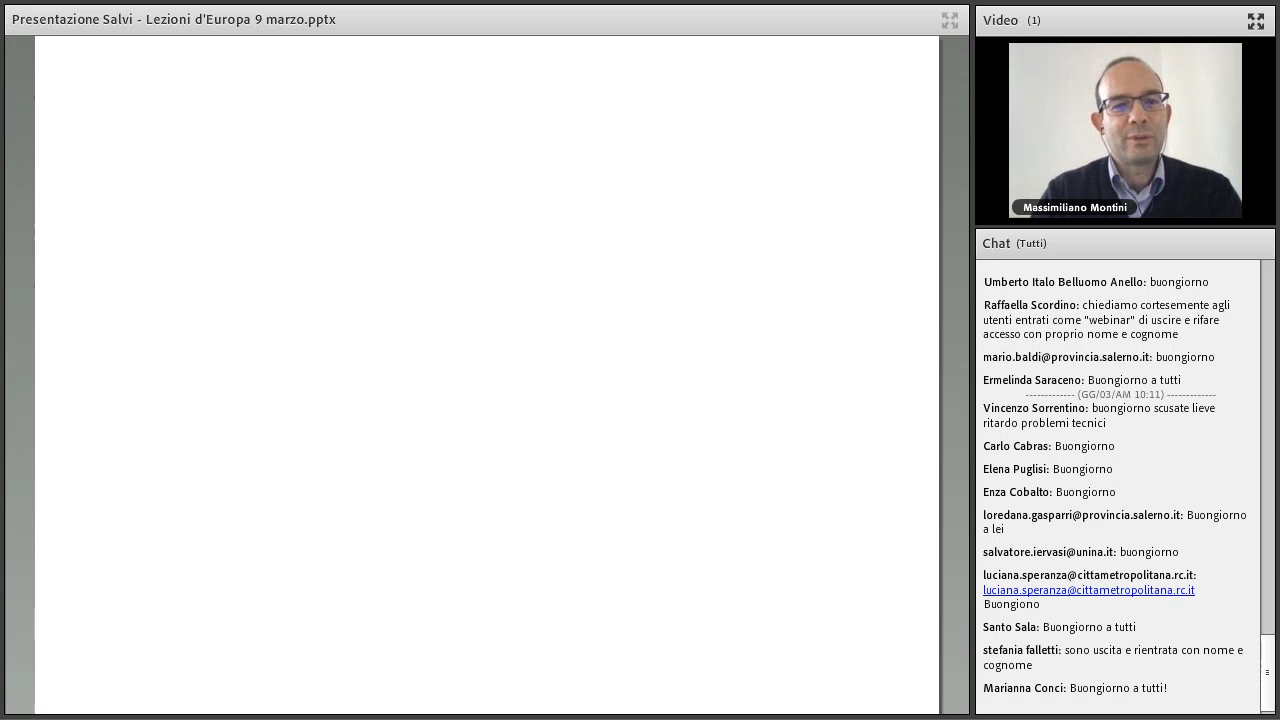 Presentazione Salvi - Lezioni d'Europa 9 marzo.pptx
Video (1)
Massimiliano Montini
Chat (Tutti)
Umberto Italo Belluomo Anello: buongiorno
Raffaella Scordino: chiediamo cortesemente agli
utenti entrati come "webinar" di uscire e rifare
accesso con proprio nome e cognome
mario.baldi@provincia.salerno.it: buongiorno
Ermelinda Saraceno: Buongiorno a tutti
------------- (GG/03/AM 10:11) -------------
Vincenzo Sorrentino: buongiorno scusate lieve
ritardo problemi tecnici
Carlo Cabras: Buongiorno
Elena Puglisi: Buongiorno
Enza Cobalto: Buongiorno
loredana.gasparri@provincia.salerno.it: Buongiorno
a lei
salvatore.iervasi@unina.it: buongiorno
luciana.speranza@cittametropolitana.rc.it:
luciana.speranza@cittametropolitana.rc.it
Buongiono
Santo Sala: Buongiorno a tutti
stefania falletti: sono uscita e rientrata con nome e
cognome
Marianna Conci: Buongiorno a tutti!